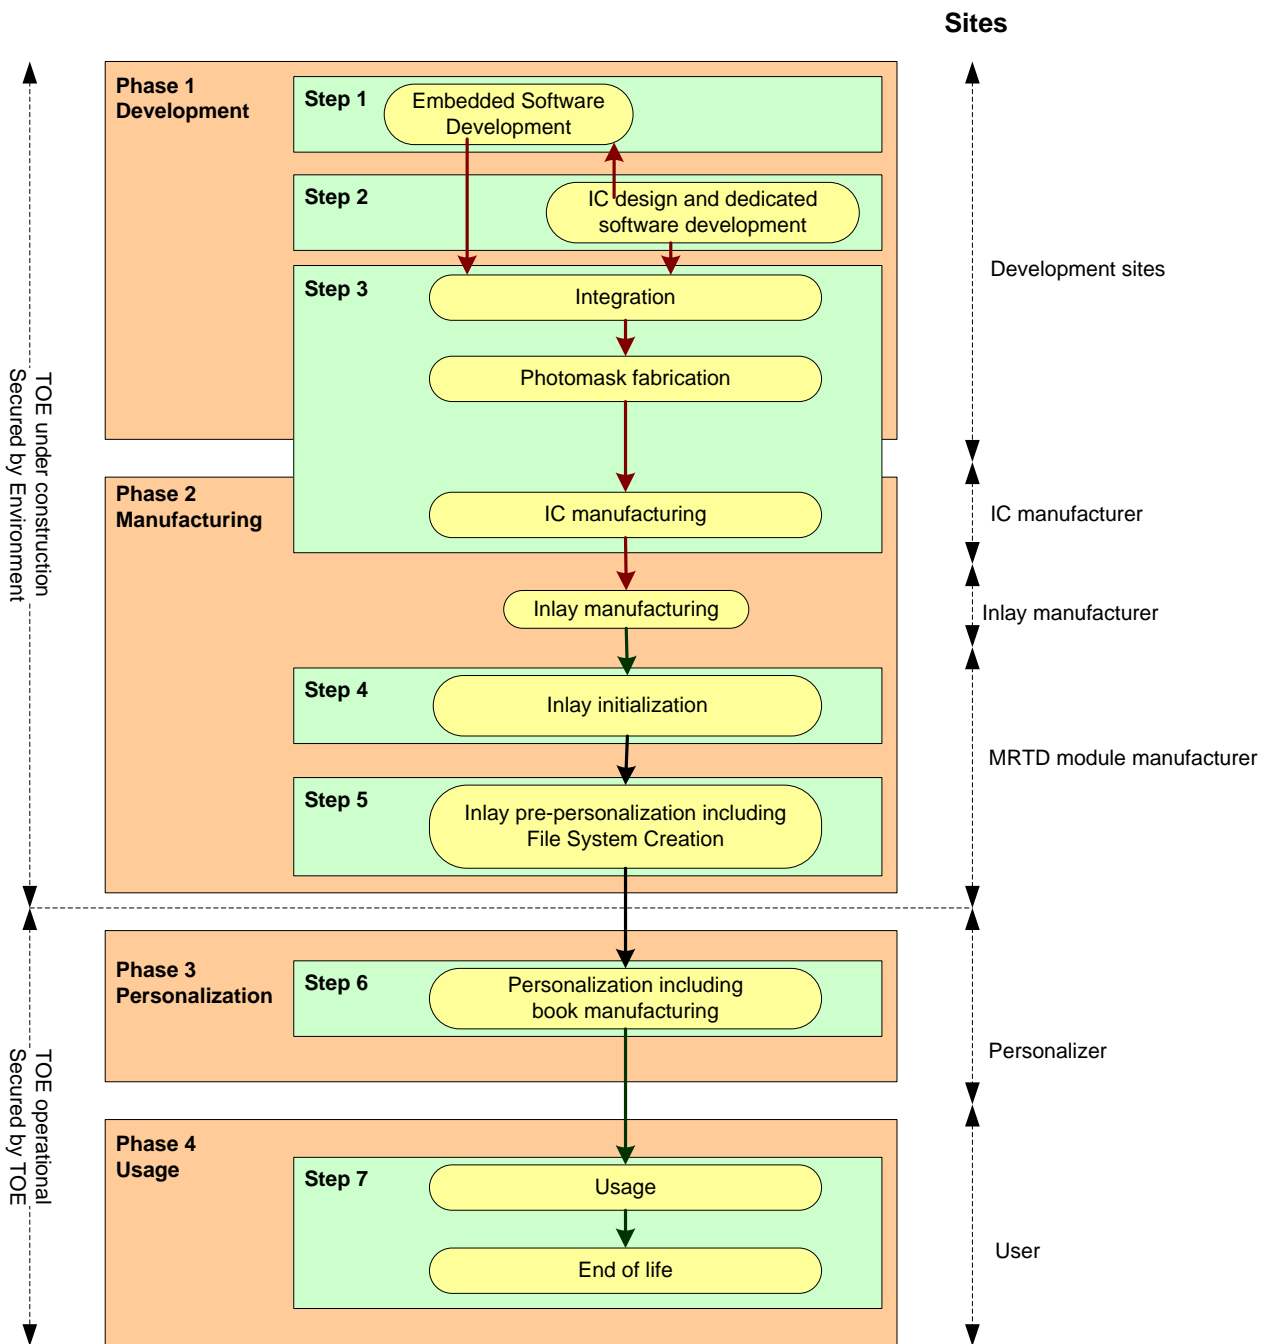 Sites
Phase 1
Development
Step 1
Embedded Software
Development
Step 2
IC design and dedicated
software development
Step 3
Integration
Photomask fabrication
Development sites
TOE under construction
Secured by Environment
Phase 2
Manufacturing
IC manufacturing
IC manufacturer
Inlay manufacturing
Inlay manufacturer
Step 4
Inlay initialization
MRTD module manufacturer
Step 5
Inlay pre-personalization including
File System Creation
Phase 3
Personalization
Step 6
Personalization including
book manufacturing
Personalizer
TOE operational
Secured by TOE
Phase 4
Usage
Step 7
Usage
End of life
User